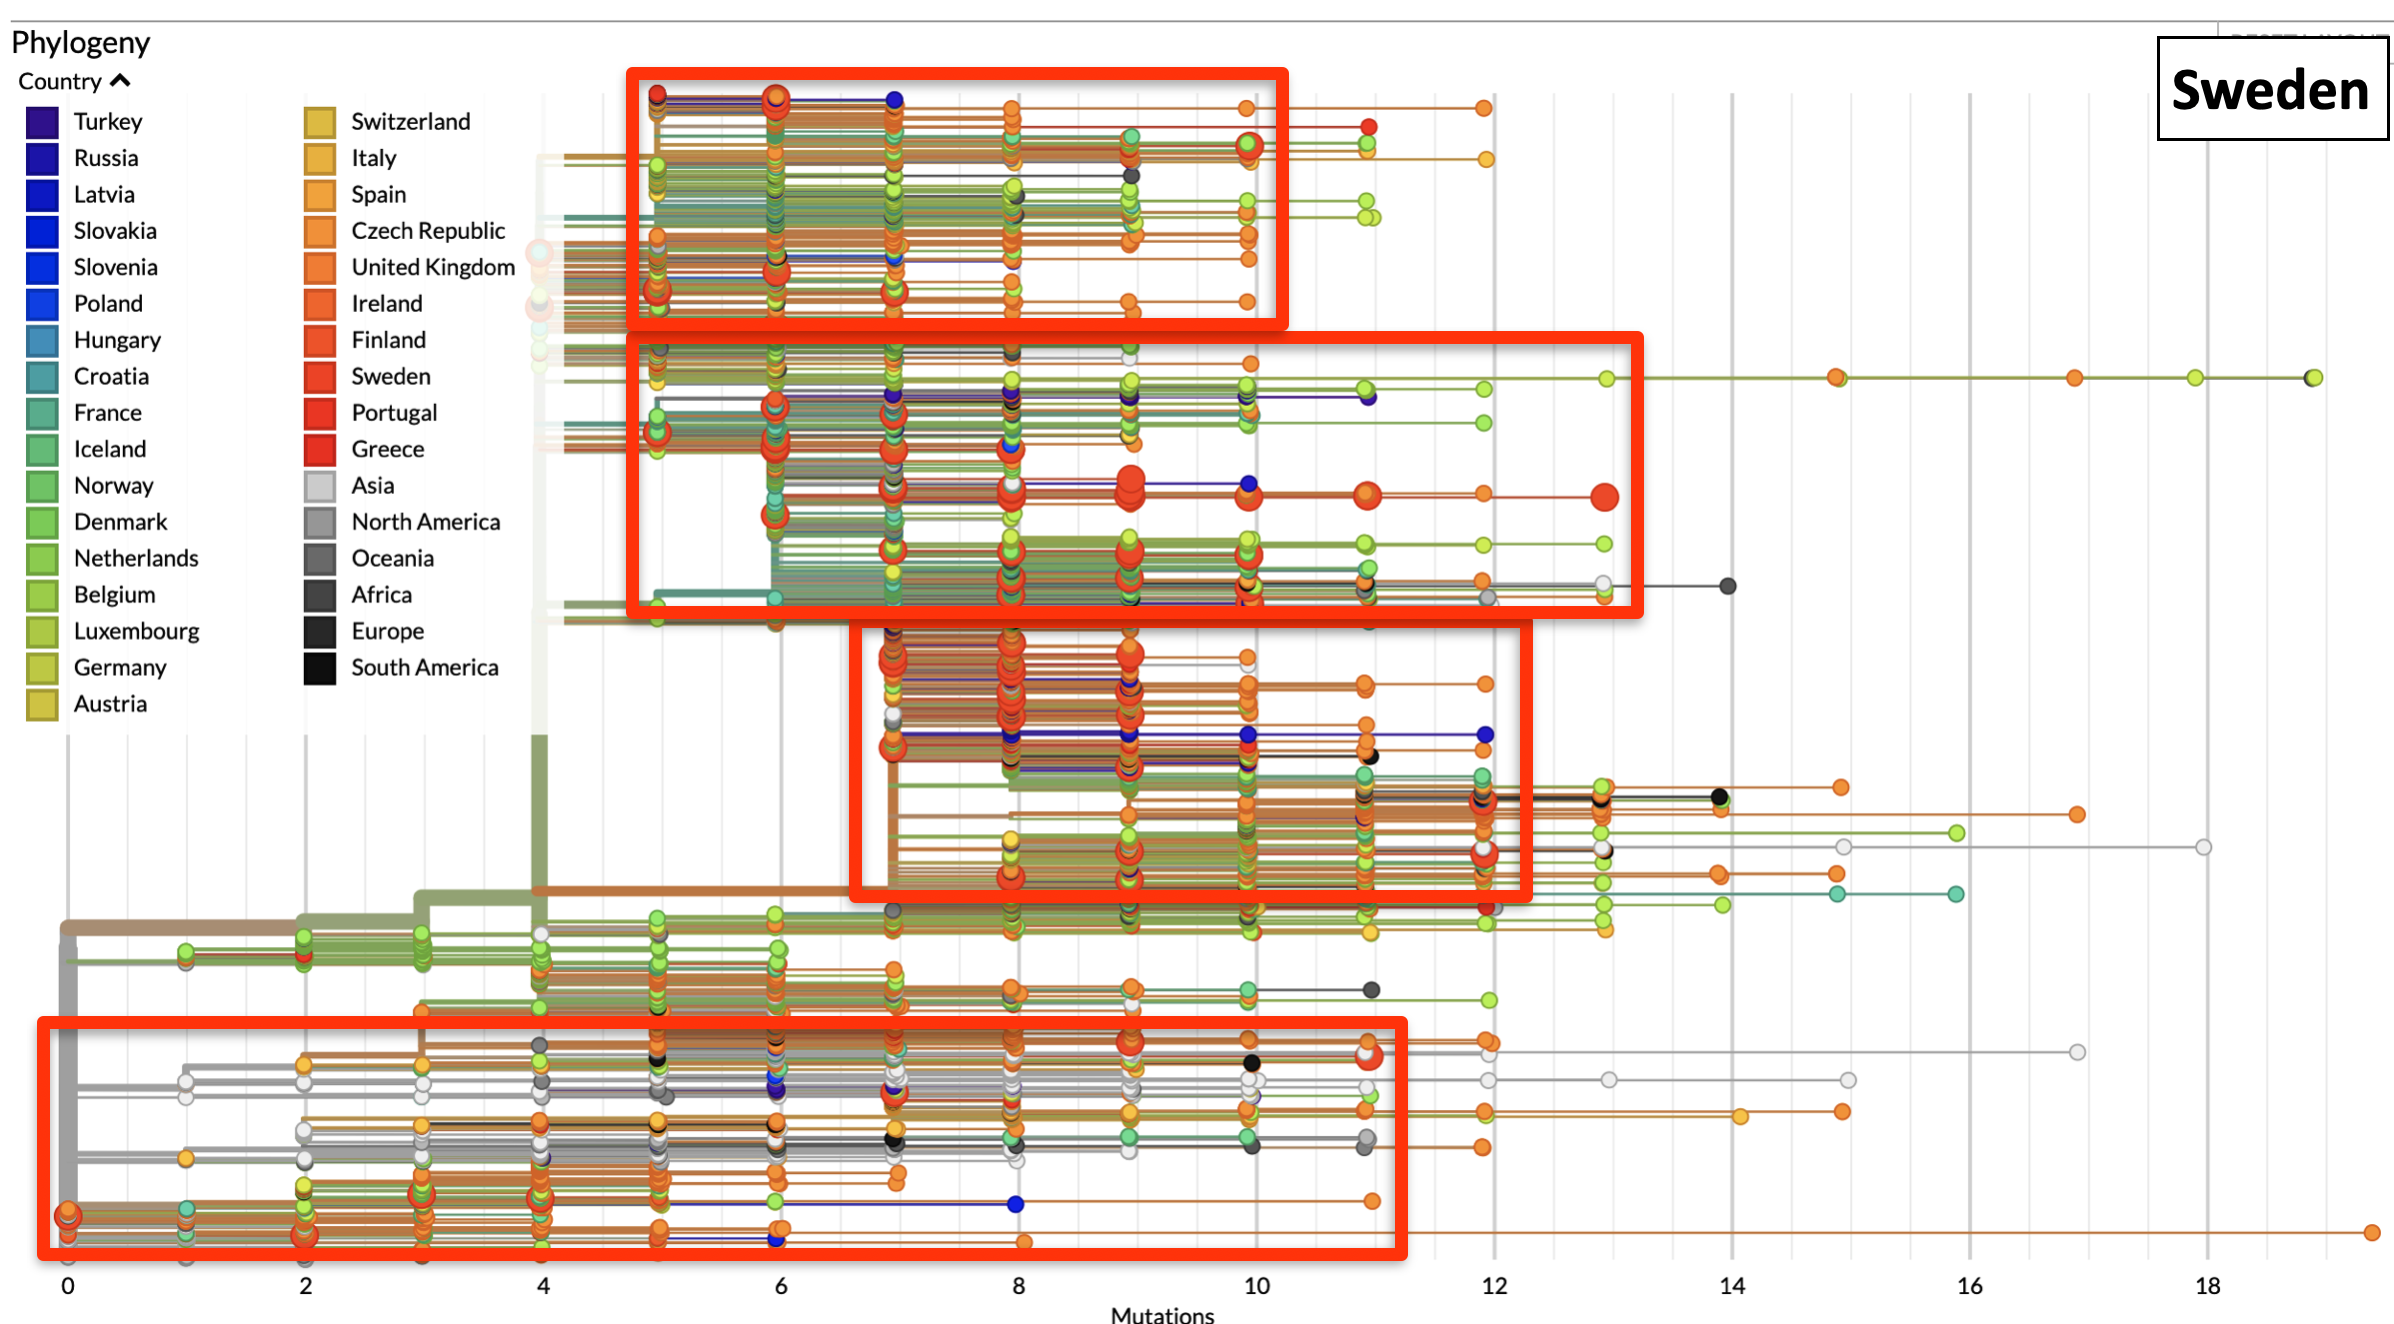 Phylogeny
Sweden
Country
Turkey
Russia
Latvia
Slovakia
Slovenia
Poland
Hungary
Croatia
France
Iceland
Norway
Denmark
Netherlands
Belgium
Luxembourg
Germany
Austria
Switzerland
Italy
Spain
Czech Republic
United Kingdom
Ireland
Finland
Sweden
Portugal
Greece
Asia
North America
Oceania
Africa
Europe
South America
0 2 4 6 8 10 12 14 16 18
Mutations